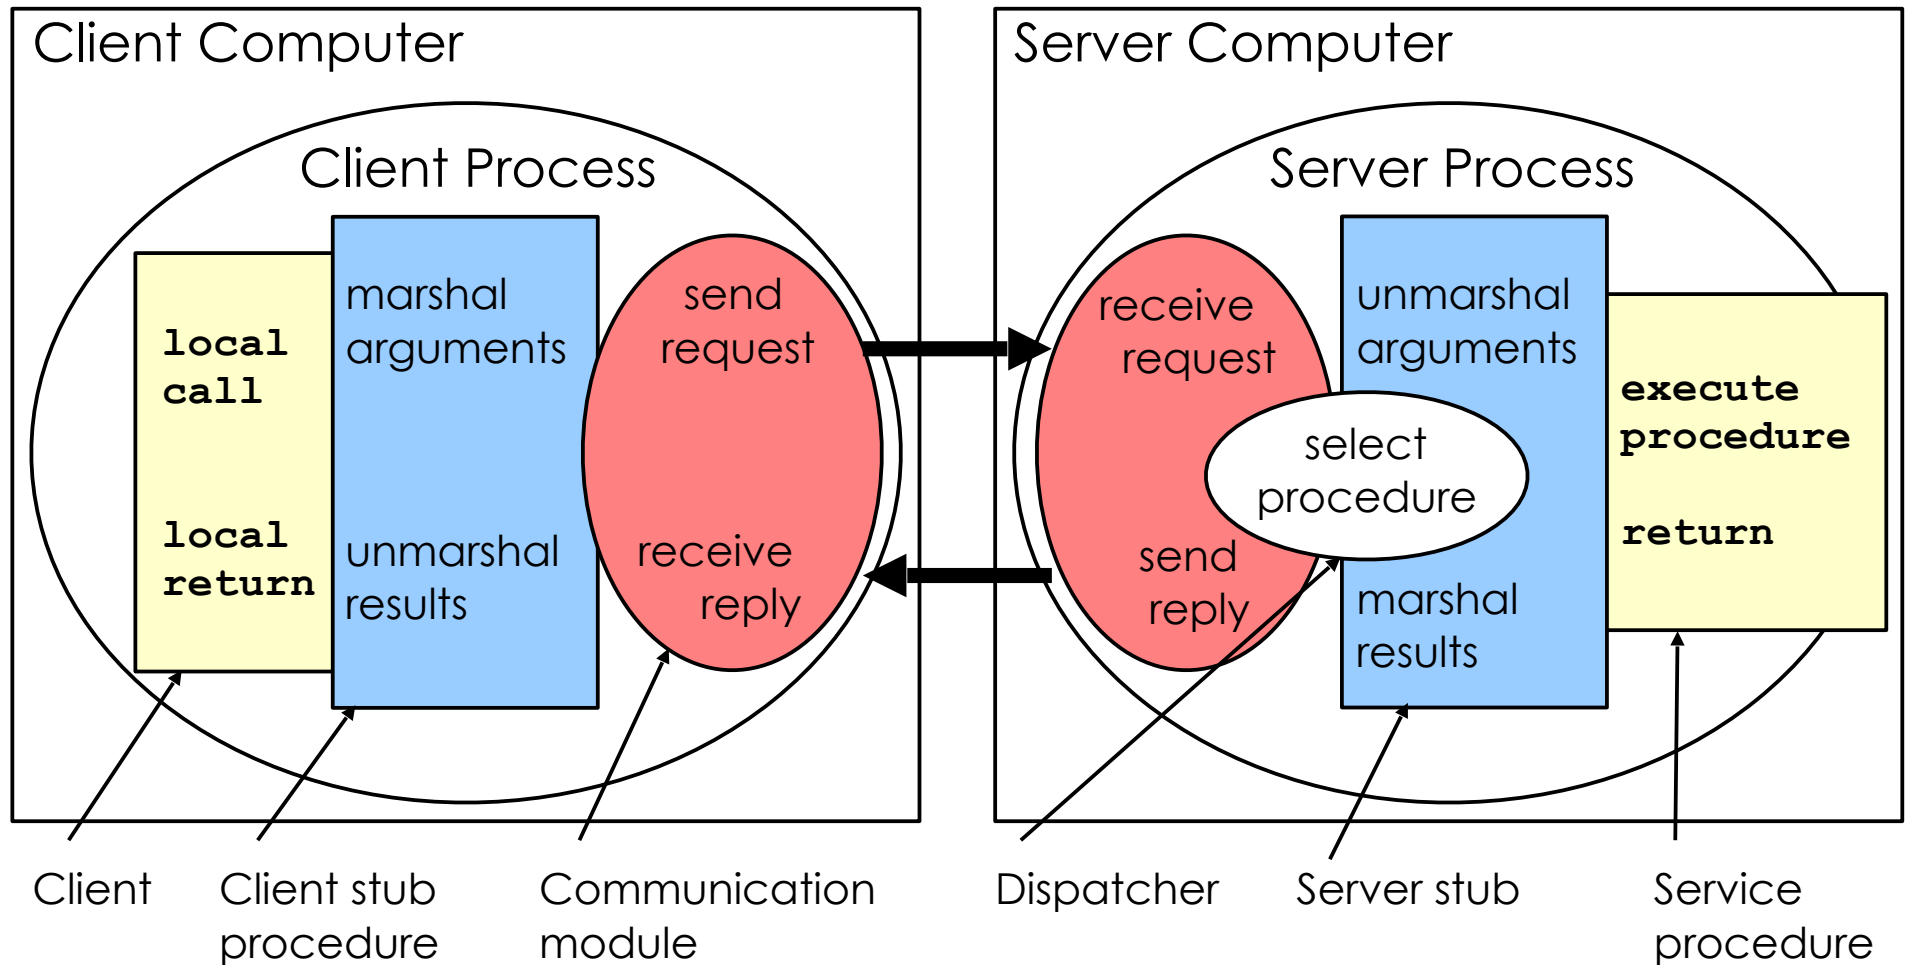 Client Computer
Client Process
local
call
local
return
marshal
arguments
unmarshal
results
send
request
receive
reply
Server Computer
Server Process
receive
request
select
procedure
send
reply
unmarshal
arguments
marshal
results
execute
procedure
return
Client
Client stub
procedure
Communication
module
Dispatcher
Server stub
Service
procedure